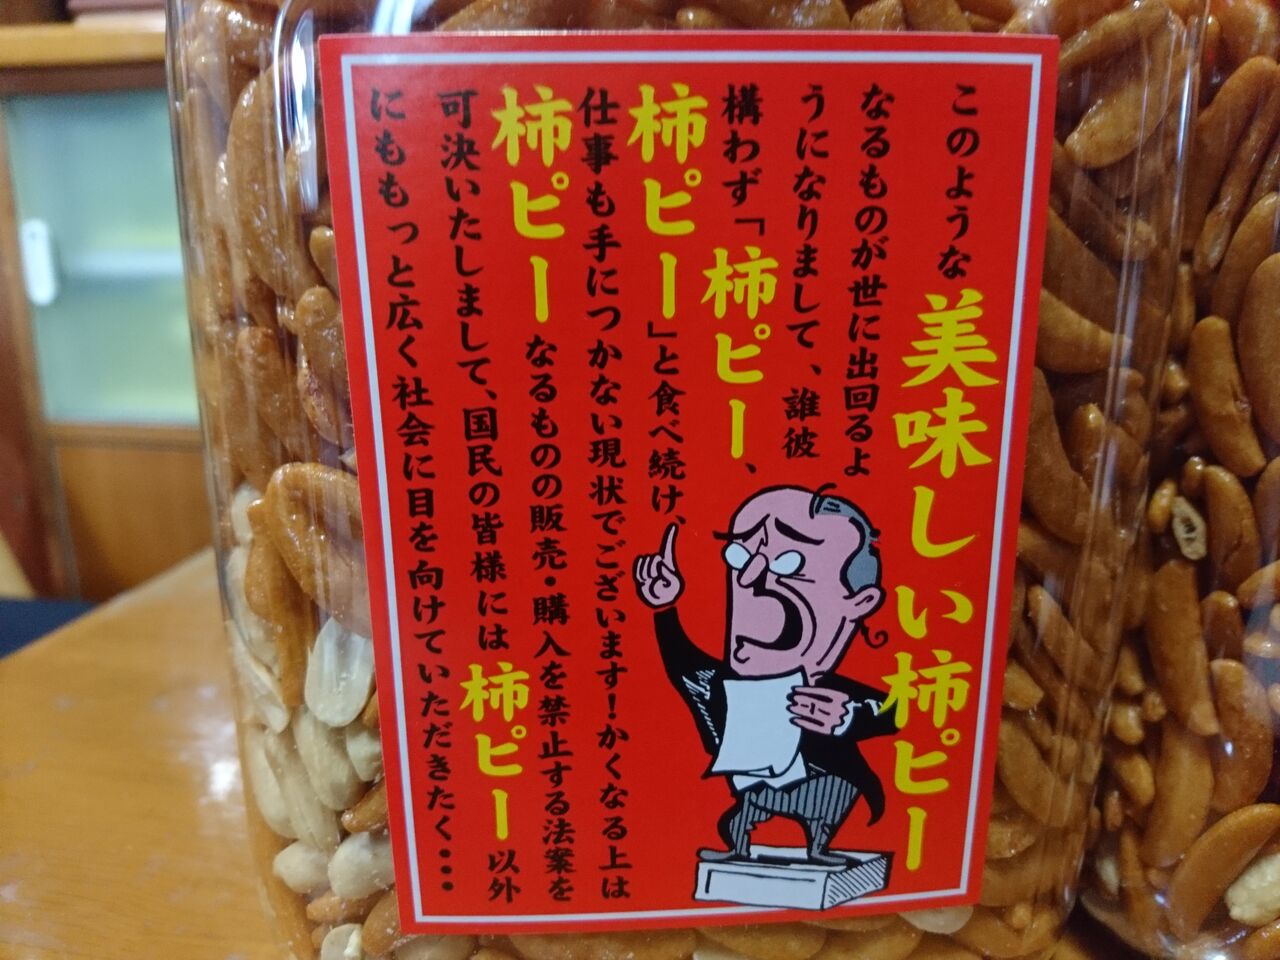 このような美味しい柿ピー
なるものが世に出回るよ
うになりまして、誰彼
構わず「柿ピー、
柿ピー」と食べ続け、
仕事も手につかない現状でございます！かくなる上は
柿ピーなるものの販売・購入を禁止する法案を
可決いたしまして、国民の皆様には柿ピー以外
にももっと広く社会に目を向けていただきたく・・・